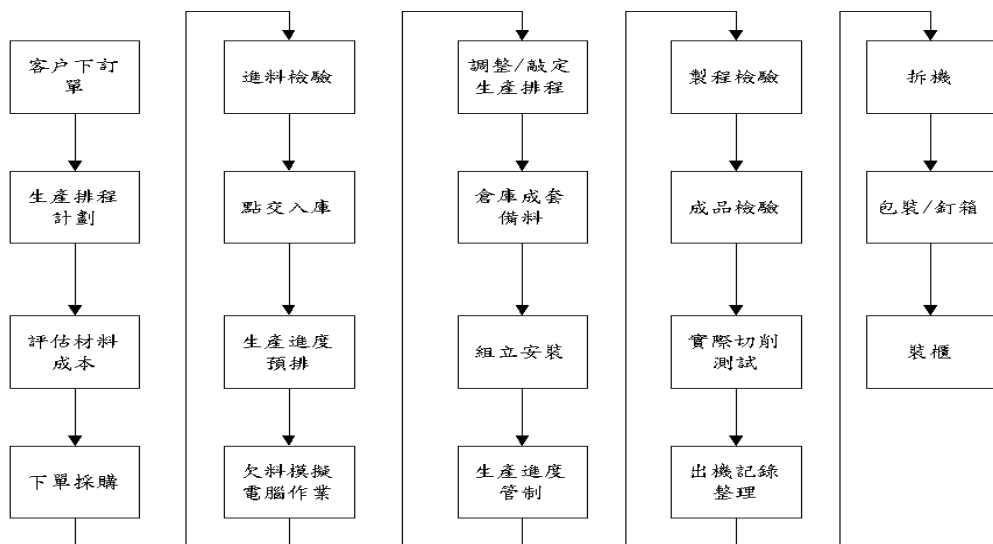 客戶下訂
單
生產排程
計劃
評估材料
成本
下單採購
進料檢驗
點交入庫
生產進度
預排
欠料模擬
電腦作業
調整/敲定
生產排程
倉庫成套
備料
組立安裝
生產進度
管制
製程檢驗
成品檢驗
實際切削
測試
出機記錄
整理
拆機
包裝/釘箱
裝櫃